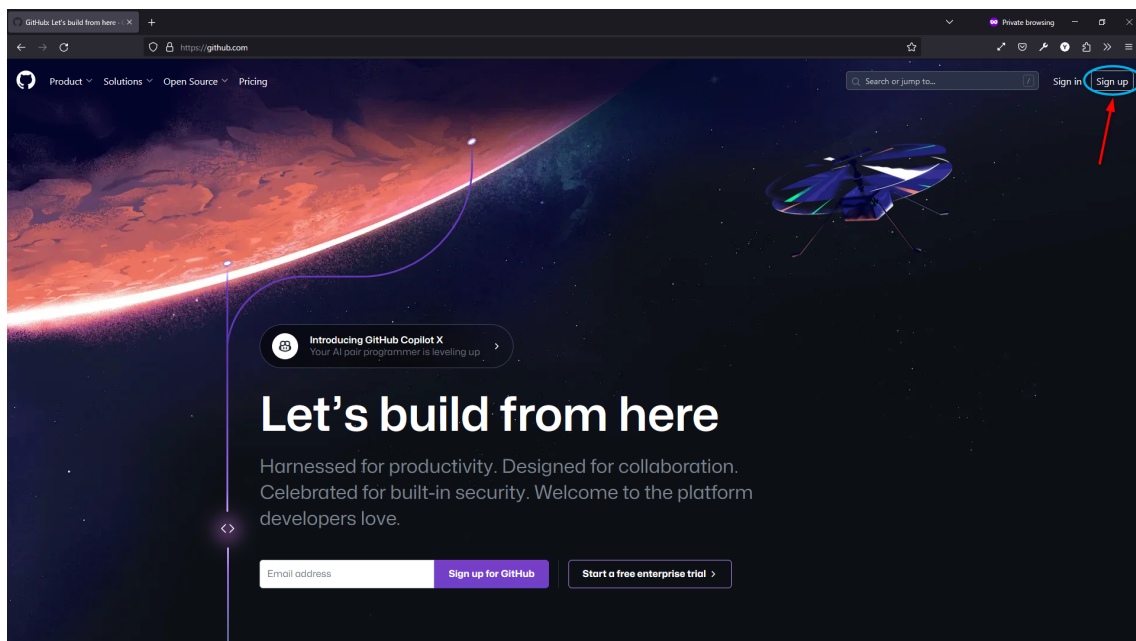 GitHub: Let's build from here · G
Private browsing
https://github.com
Product
Solutions
Open Source
Pricing
Search or jump to...
/
Sign in
Sign up
Introducing GitHub Copilot X
Your AI pair programmer is leveling up
Let's build from here
Harnessed for productivity. Designed for collaboration.
Celebrated for built-in security. Welcome to the platform
developers love.
Email address
Sign up for GitHub
Start a free enterprise trial